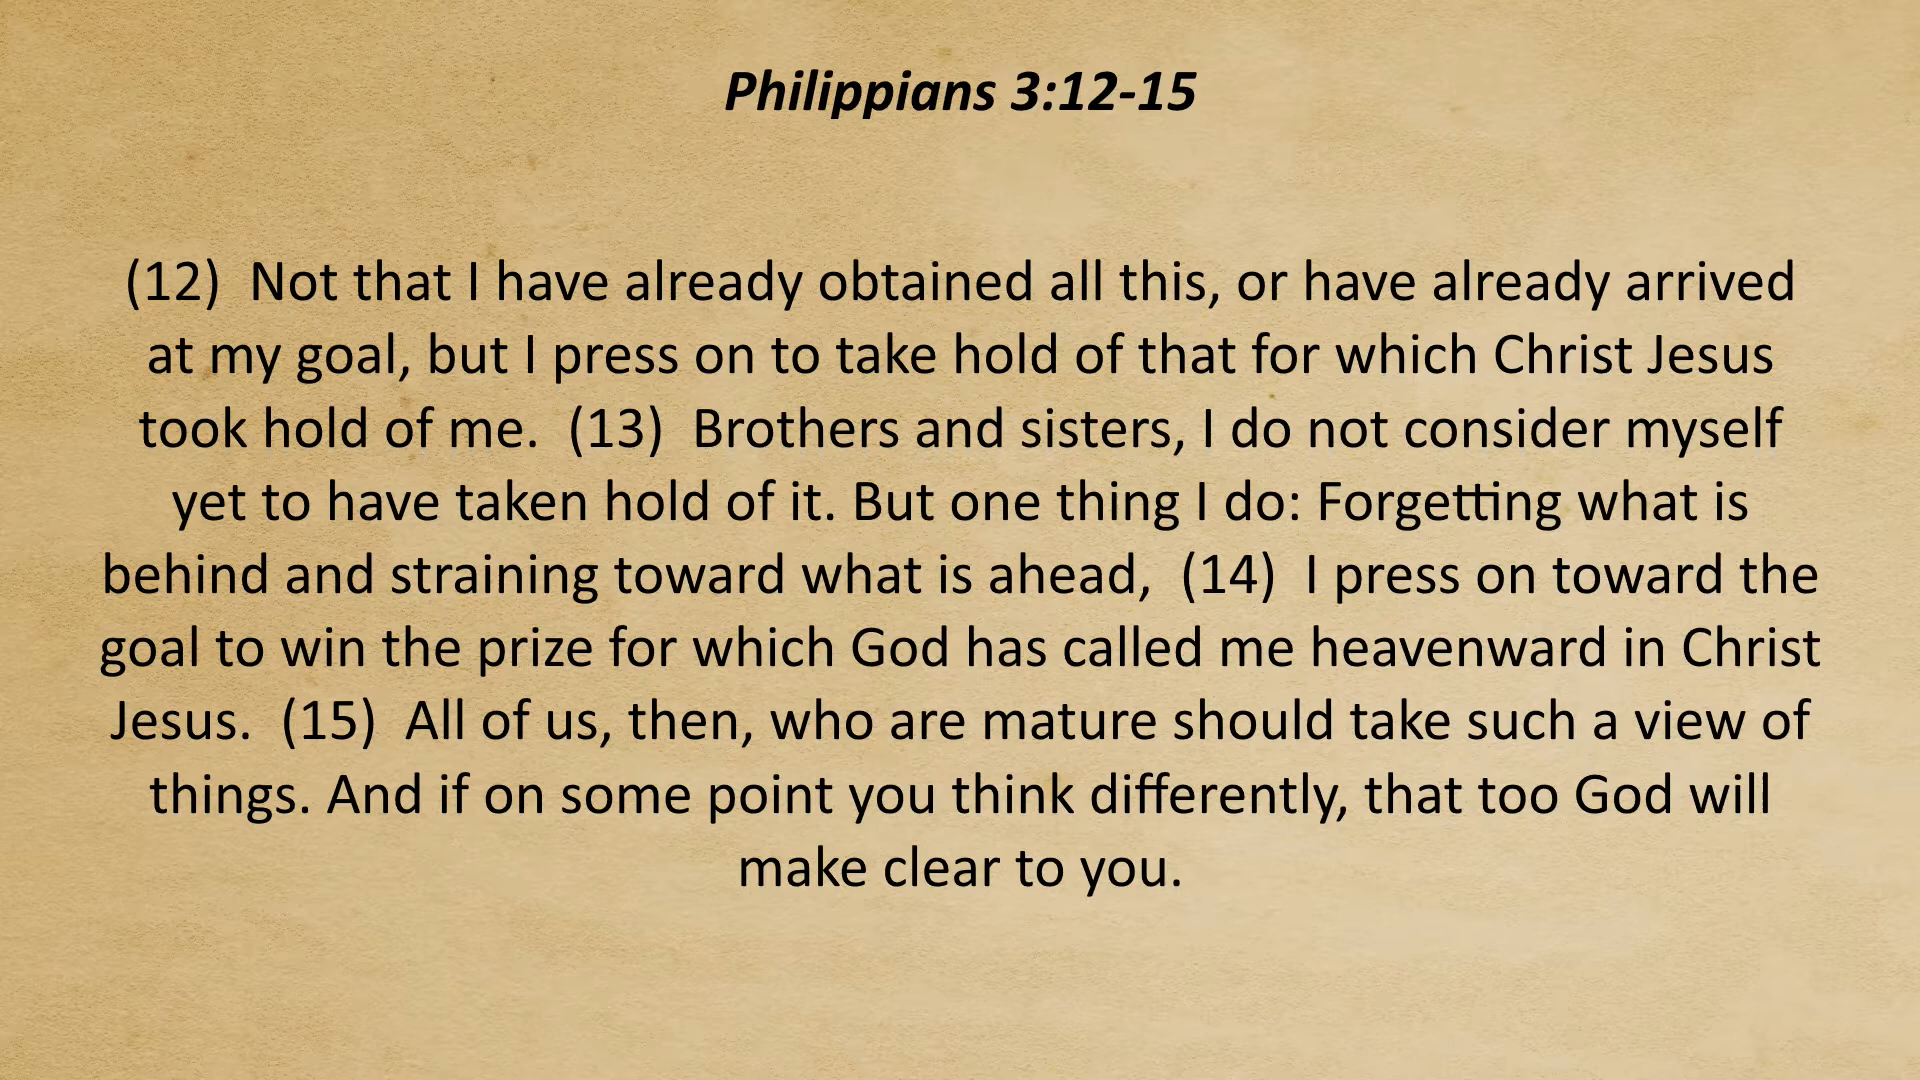 Philippians 3:12-15
(12)  Not that I have already obtained all this, or have already arrived
at my goal, but I press on to take hold of that for which Christ Jesus
took hold of me.  (13)  Brothers and sisters, I do not consider myself
yet to have taken hold of it. But one thing I do: Forgetting what is
behind and straining toward what is ahead,  (14)  I press on toward the
goal to win the prize for which God has called me heavenward in Christ
Jesus.  (15)  All of us, then, who are mature should take such a view of
things. And if on some point you think differently, that too God will
make clear to you.